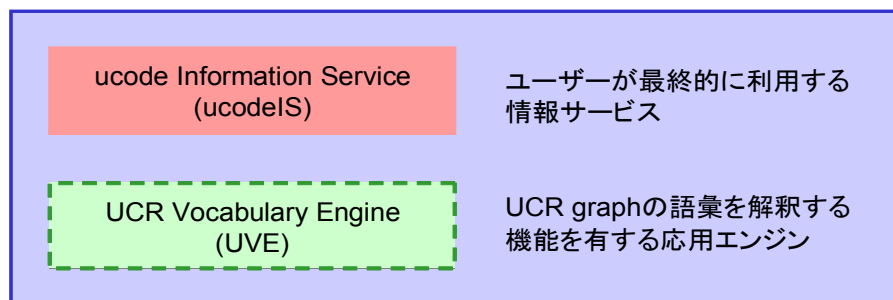 ucode Information Service
(ucodeIS)
ユーザーが最終的に利用する
情報サービス
UCR Vocabulary Engine
(UVE)
UCR graphの語彙を解釈する
機能を有する応用エンジン